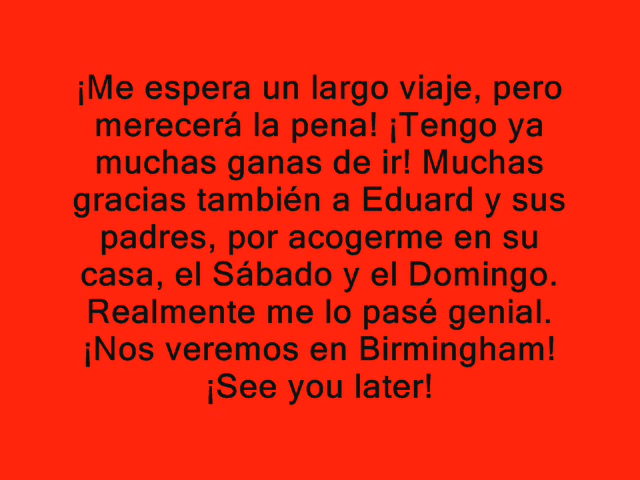 ¡Me espera un largo viaje, pero
merecerá la pena! ¡Tengo ya
muchas ganas de ir! Muchas
gracias también a Eduard y sus
padres, por acogerme en su
casa, el Sábado y el Domingo.
Realmente me lo pasé genial.
¡Nos veremos en Birmingham!
¡See you later!